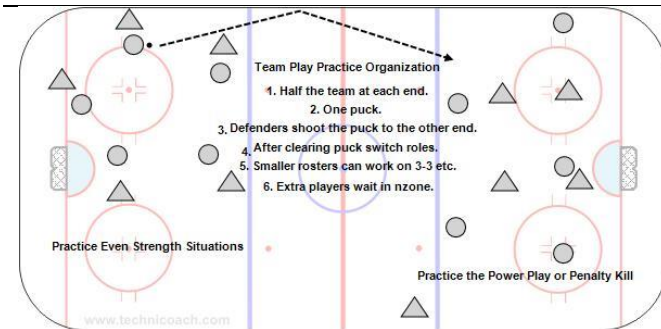 Team Play Practice Organization
1. Half the team at each end.
2. One puck.
3. Defenders shoot the puck to the other end.
4. After clearing puck switch roles.
5. Smaller rosters can work on 3-3 etc.
6. Extra players wait in nzone.
Practice Even Strength Situations
Practice the Power Play or Penalty Kill
www.technicoach.com